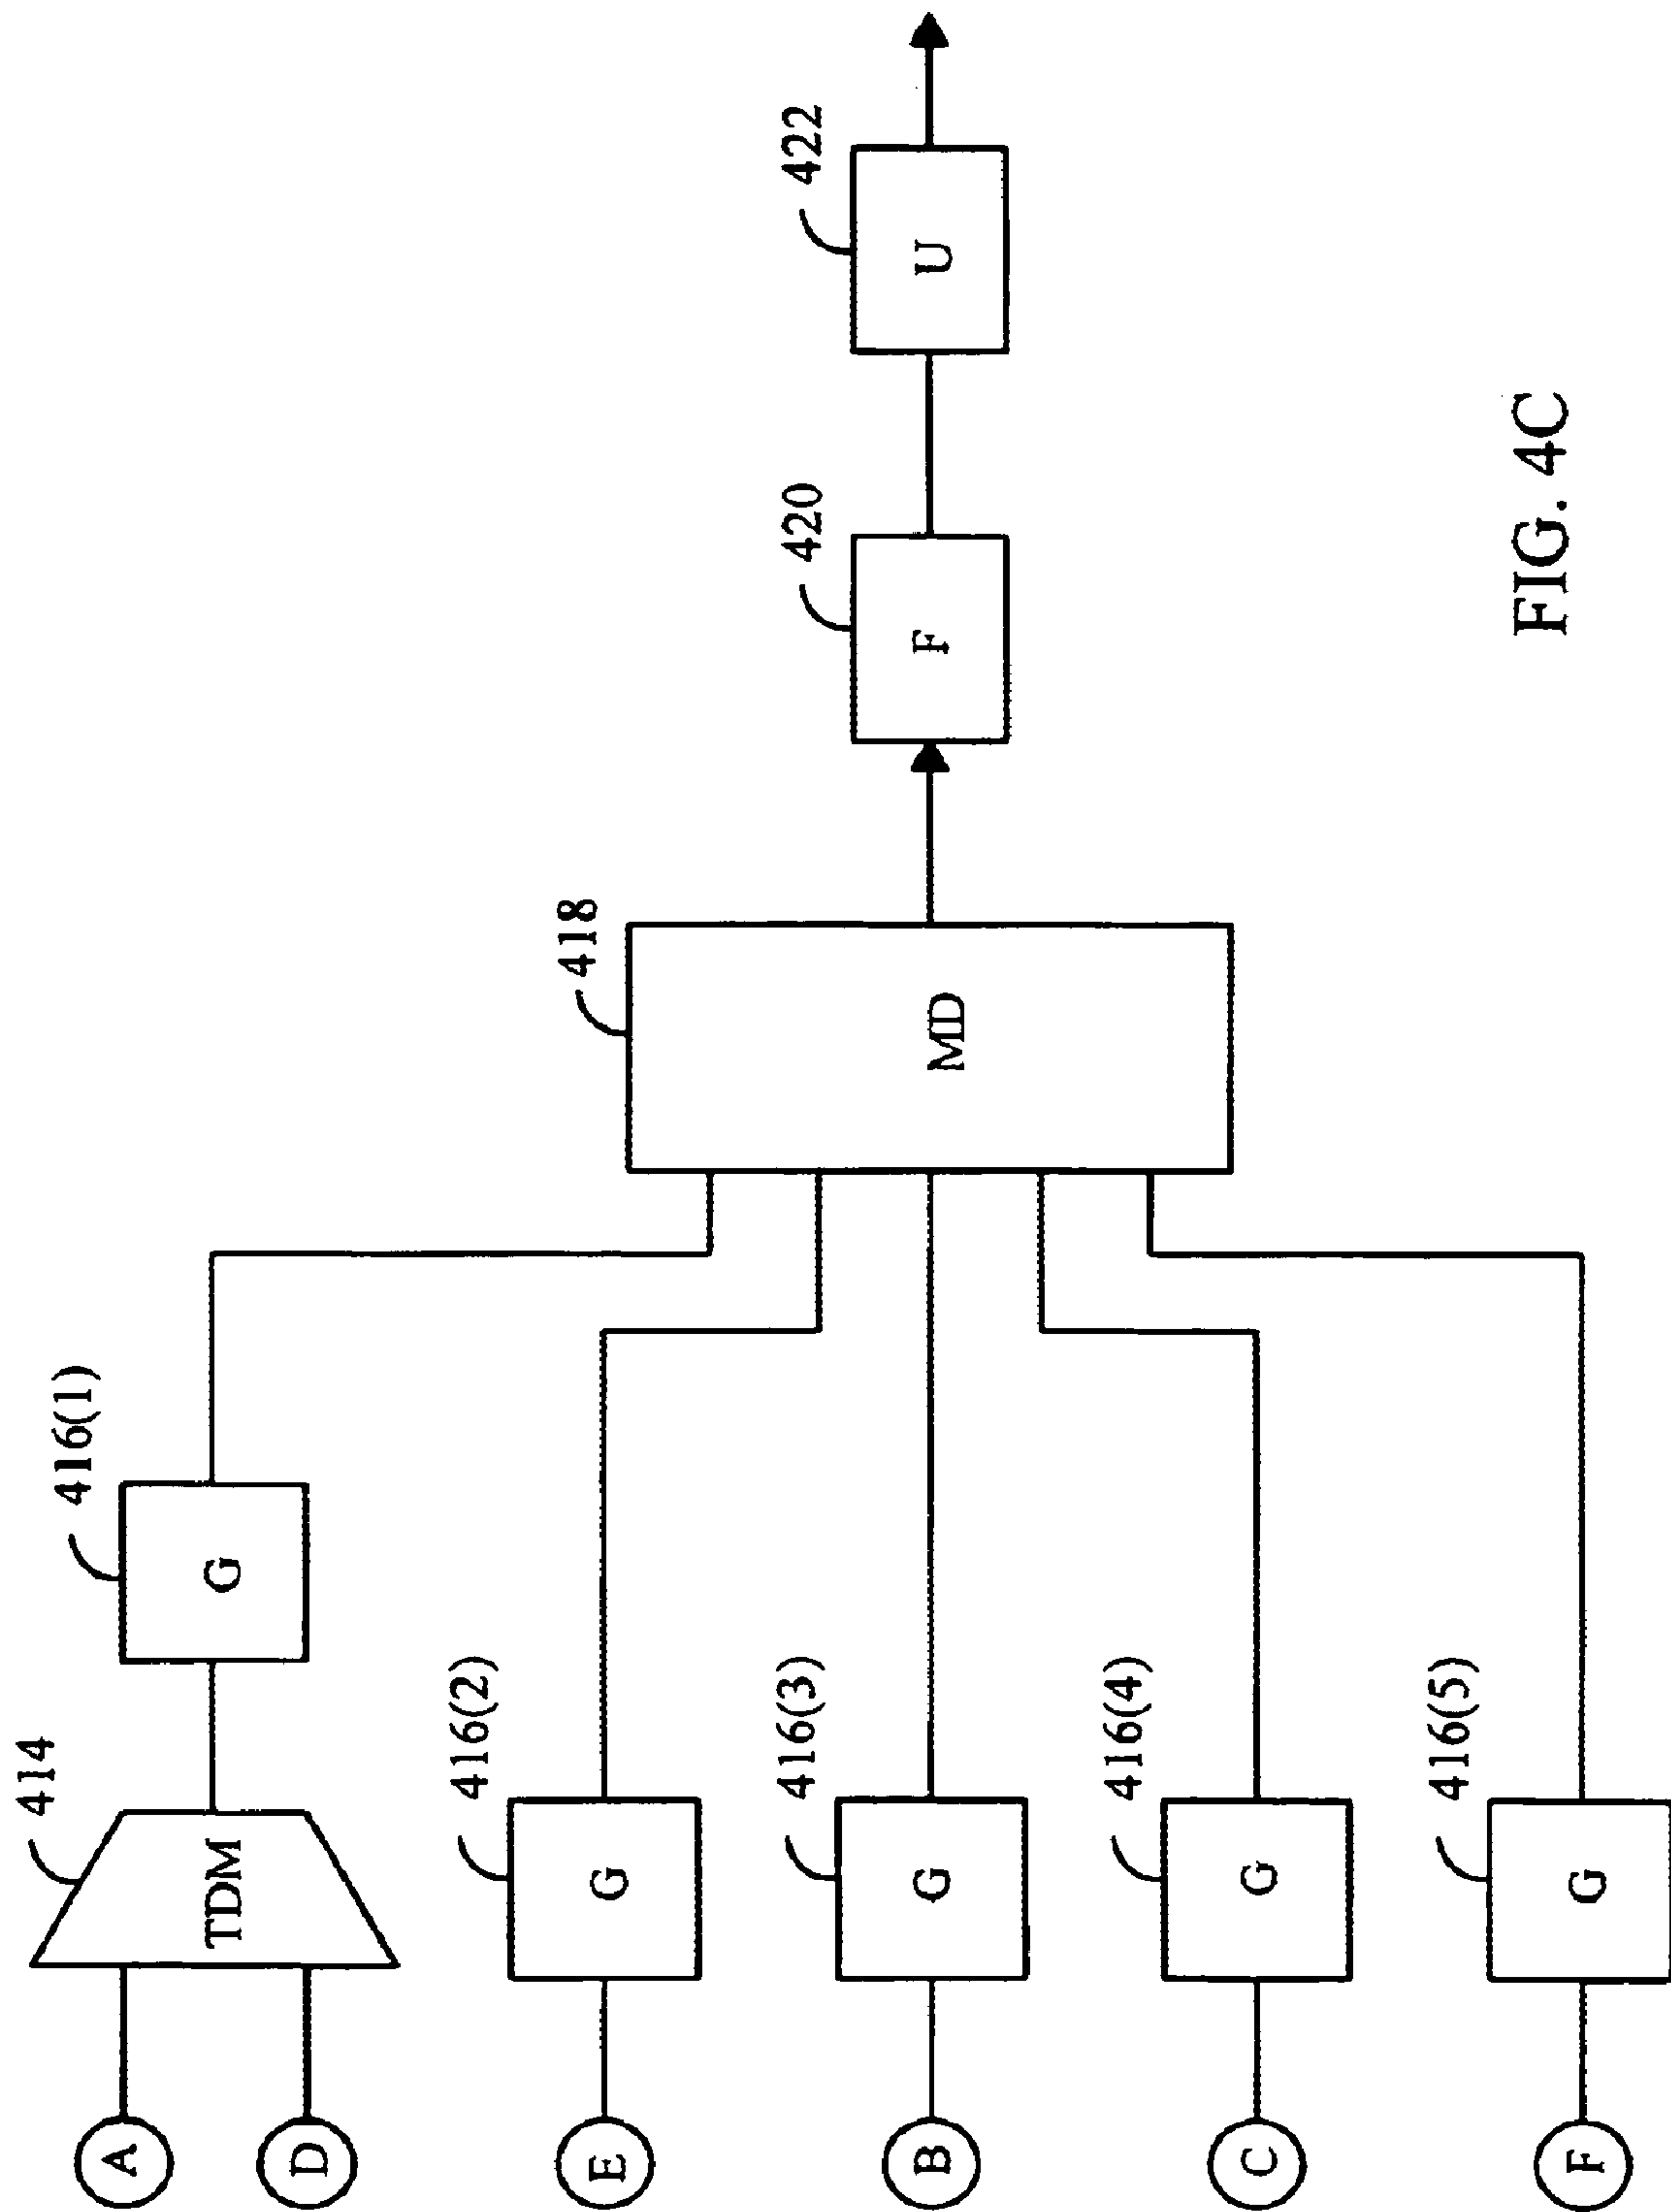 414
416(1)
A
TDM
G
D
416(2)
E
G
418
416(3)
420
422
B
G
MD
F
U
416(4)
C
G
416(5)
F
G
FIG. 4C